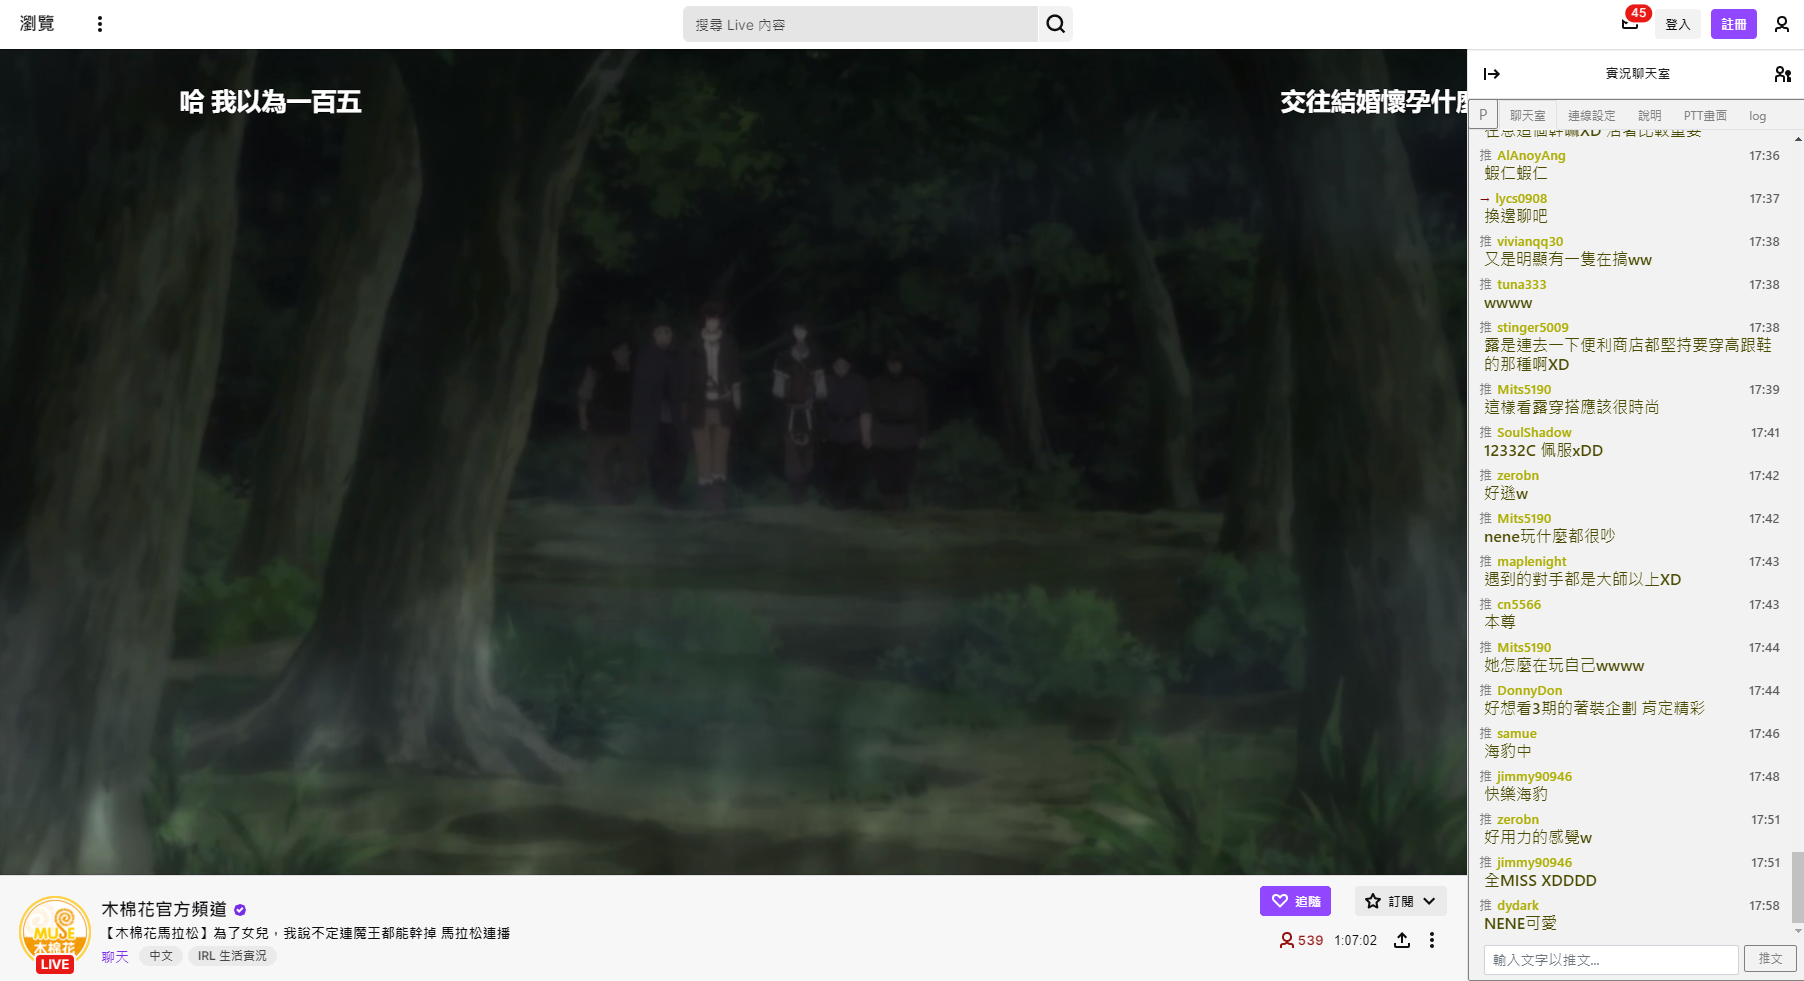 瀏覽
搜尋 Live 內容
45
登入
註冊
哈 我以為一百五
交往結婚懷孕什
實況聊天室
P 聊天室 連線設定 說明 PTT畫面 log
在意這個幹嘛XD 活著比較重要
推 AlAnoyAng 17:36
蝦仁蝦仁
→ lycs0908 17:37
換邊聊吧
推 vivianqq30 17:38
又是明顯有一隻在搞ww
推 tuna333 17:38
wwww
推 stinger5009 17:38
露是連去一下便利商店都堅持要穿高跟鞋
的那種啊XD
推 Mits5190 17:39
這樣看露穿搭應該很時尚
推 SoulShadow 17:41
12332C 佩服xDD
推 zerobn 17:42
好遜w
推 Mits5190 17:42
nene玩什麼都很吵
推 maplenight 17:43
遇到的對手都是大師以上XD
推 cn5566 17:43
本尊
推 Mits5190 17:44
她怎麼在玩自己wwww
推 DonnyDon 17:44
好想看3期的著裝企劃 肯定精彩
推 samue 17:46
海豹中
推 jimmy90946 17:48
快樂海豹
推 zerobn 17:51
好用力的感覺w
推 jimmy90946 17:51
全MISS XDDDD
推 dydark 17:58
NENE可愛
輸入文字以推文...
推文
MUSE
木棉花
LIVE
木棉花官方頻道
【木棉花馬拉松】為了女兒，我說不定連魔王都能幹掉 馬拉松連播
聊天 中文 IRL 生活實況
追隨
訂閱
539 1:07:02